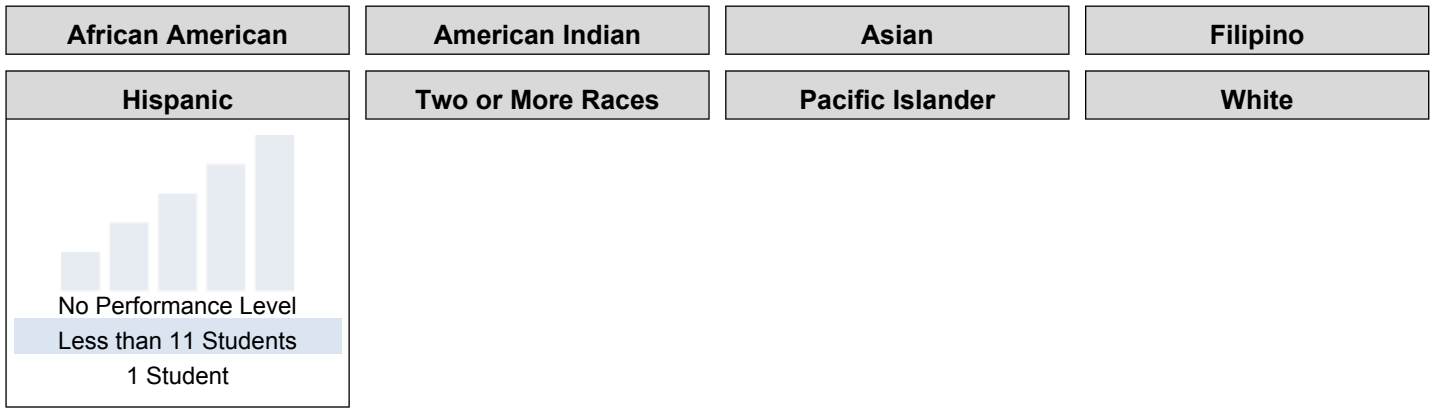 African American
American Indian
Asian
Filipino
Hispanic
Two or More Races
Pacific Islander
White
No Performance Level
Less than 11 Students
1 Student